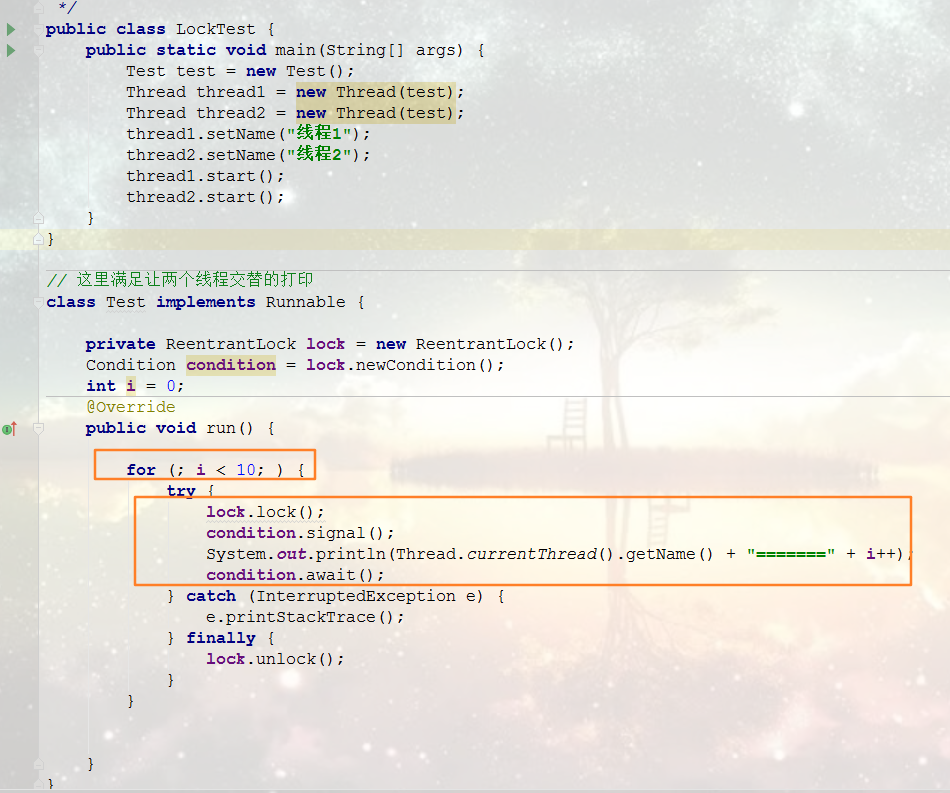 */
public class LockTest {
    public static void main(String[] args) {
        Test test = new Test();
        Thread thread1 = new Thread(test);
        Thread thread2 = new Thread(test);
        thread1.setName("线程1");
        thread2.setName("线程2");
        thread1.start();
        thread2.start();
    }
}
// 这里满足让两个线程交替的打印
class Test implements Runnable {
    private ReentrantLock lock = new ReentrantLock();
    Condition condition = lock.newCondition();
    int i = 0;
    @Override
    public void run() {
        for (; i < 10; ) {
            try {
                lock.lock();
                condition.signal();
                System.out.println(Thread.currentThread().getName() + "=======" + i++);
                condition.await();
            } catch (InterruptedException e) {
                e.printStackTrace();
            } finally {
                lock.unlock();
            }
        }
    }
}